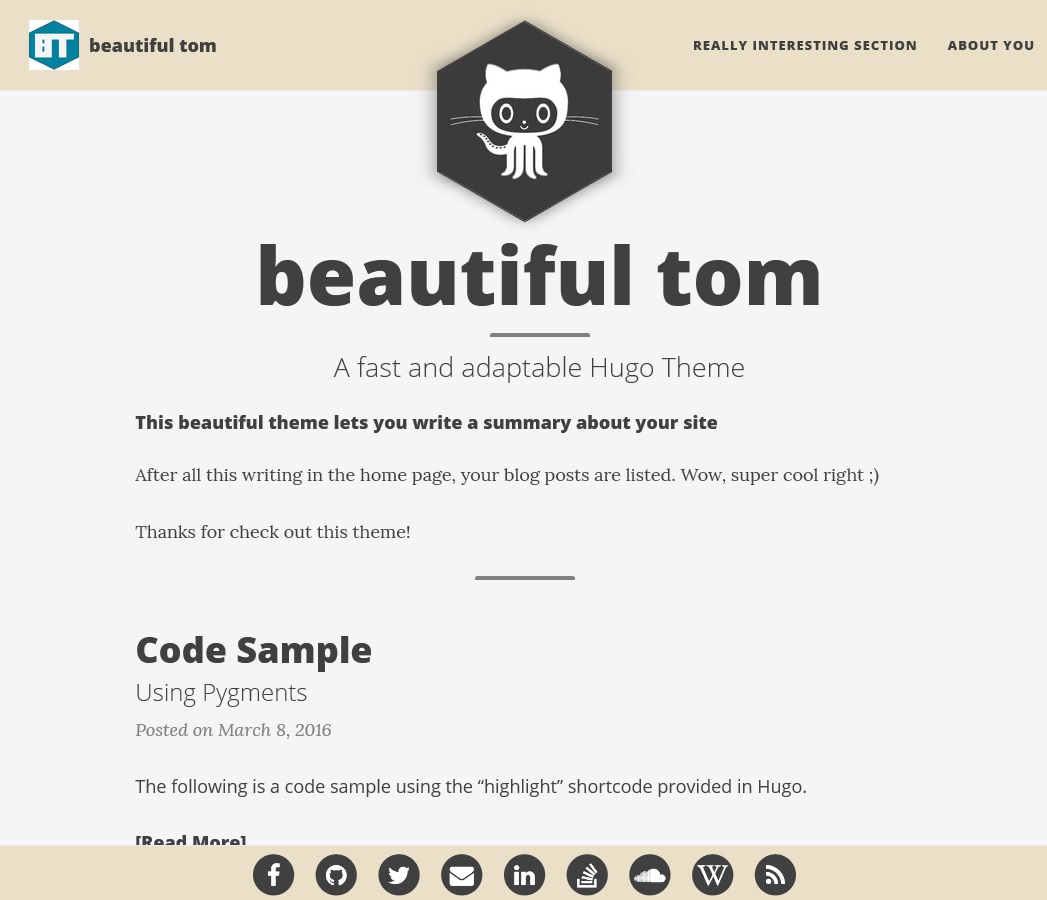 BT
beautiful tom
REALLY INTERESTING SECTION
ABOUT YOU
beautiful tom
A fast and adaptable Hugo Theme
This beautiful theme lets you write a summary about your site
After all this writing in the home page, your blog posts are listed. Wow, super cool right ;)
Thanks for check out this theme!
Code Sample
Using Pygments
Posted on March 8, 2016
The following is a code sample using the “highlight” shortcode provided in Hugo.
[Read More]